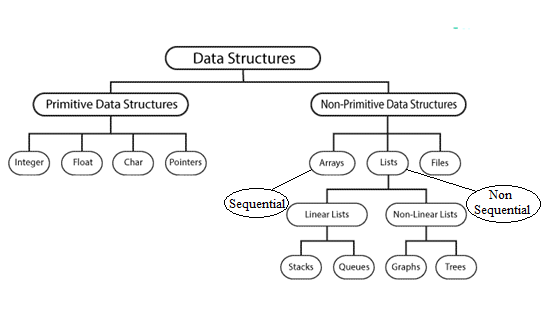 Data Structures
Primitive Data Structures
Non-Primitive Data Structures
Integer
Float
Char
Pointers
Arrays
Lists
Files
Sequential
Non
Sequential
Linear Lists
Non-Linear Lists
Stacks
Queues
Graphs
Trees